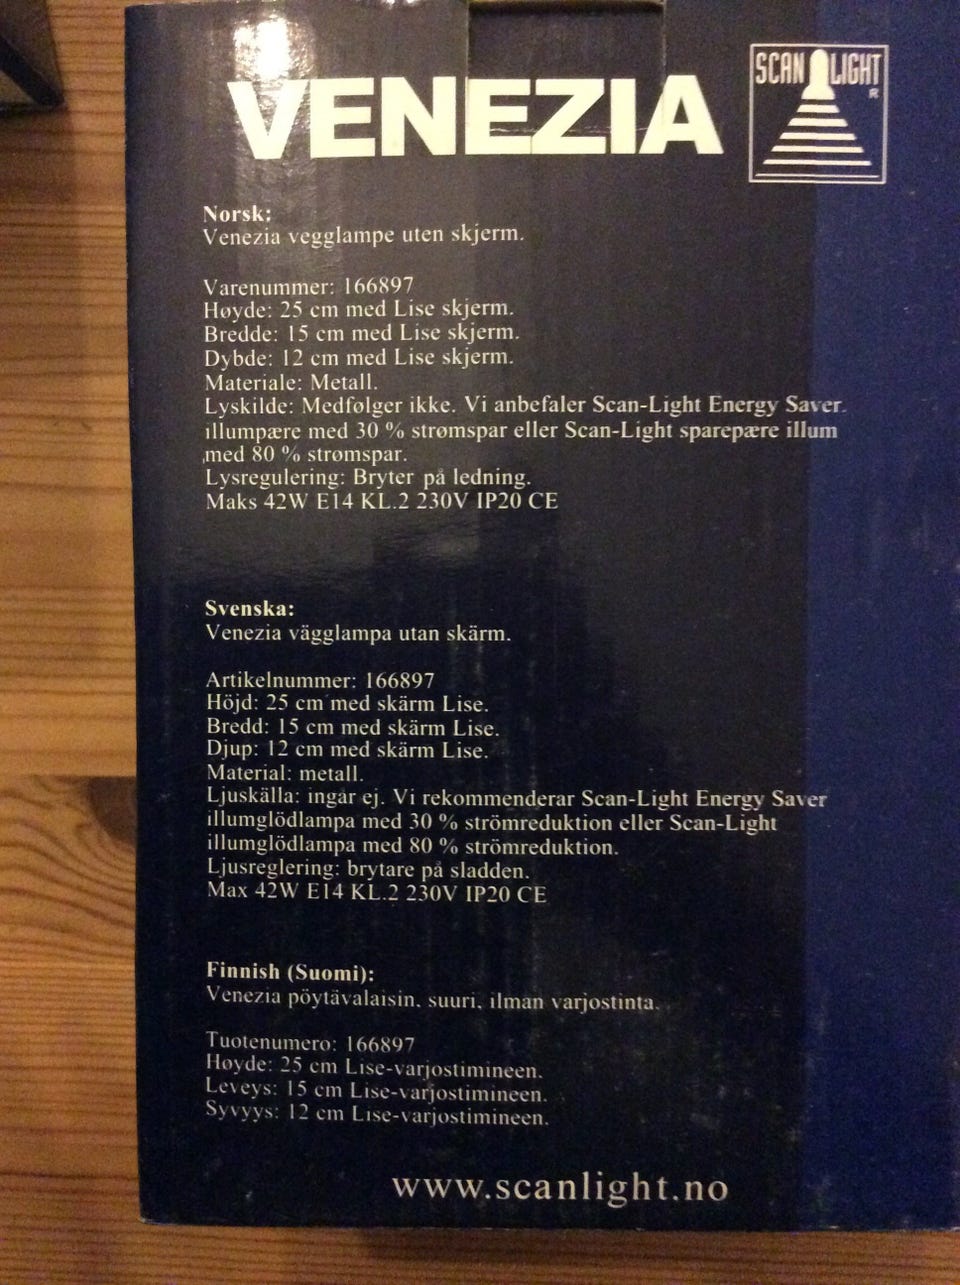 VENEZIA
SCAN LIGHT
R
Norsk:
Venezia vegglampe uten skjerm.
Varenummer: 166897
Høyde: 25 cm med Lise skjerm.
Bredde: 15 cm med Lise skjerm.
Dybde: 12 cm med Lise skjerm.
Materiale: Metall.
Lyskilde: Medfølger ikke. Vi anbefaler Scan-Light Energy Saver
illumpære med 30 % strømspar eller Scan-Light sparepære illum
med 80 % strømspar.
Lysregulering: Bryter på ledning.
Maks 42W E14 KL.2 230V IP20 CE
Svenska:
Venezia vägglampa utan skärm.
Artikelnummer: 166897
Höjd: 25 cm med skärm Lise.
Bredd: 15 cm med skärm Lise.
Djup: 12 cm med skärm Lise.
Material: metall.
Ljuskälla: ingår ej. Vi rekommenderar Scan-Light Energy Saver
illumglödlampa med 30 % strömreduktion eller Scan-Light
illumglödlampa med 80 % strömreduktion.
Ljusreglering: brytare på sladden.
Max 42W E14 KL.2 230V IP20 CE
Finnish (Suomi):
Venezia pöytävalaisin, suuri, ilman varjostinta.
Tuotenumero: 166897
Høyde: 25 cm Lise-varjostimineen.
Leveys: 15 cm Lise-varjostimineen.
Syvyys: 12 cm Lise-varjostimineen.
www.scanlight.no